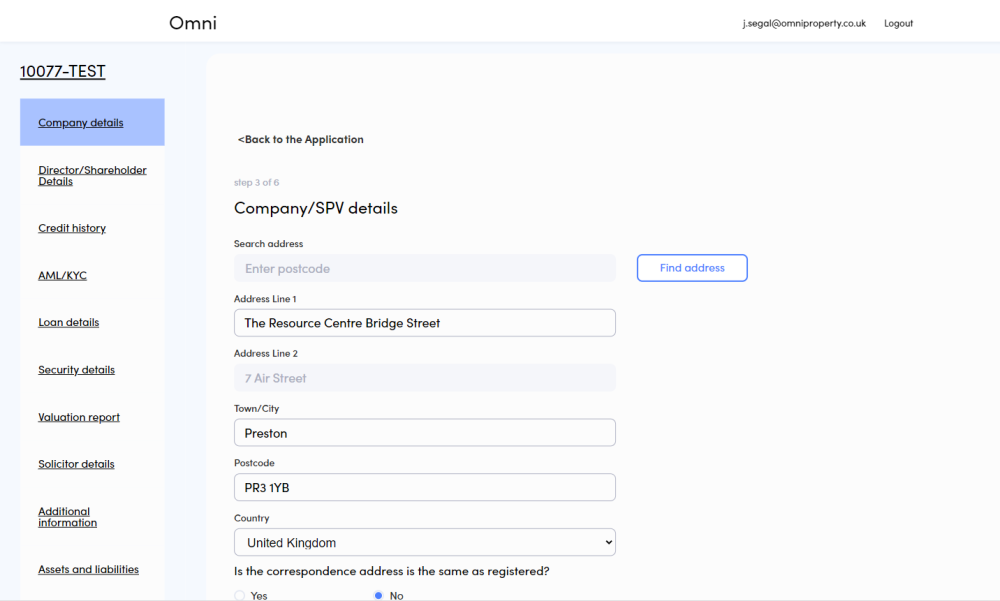 Omni
j.segal@omniproperty.co.uk Logout
10077-TEST
Company details
Director/Shareholder
Details
Credit history
AML/KYC
Loan details
Security details
Valuation report
Solicitor details
Additional
information
Assets and liabilities
<Back to the Application
step 3 of 6
Company/SPV details
Search address
Enter postcode
Find address
Address Line 1
The Resource Centre Bridge Street
Address Line 2
7 Air Street
Town/City
Preston
Postcode
PR3 1YB
Country
United Kingdom
Is the correspondence address is the same as registered?
Yes No